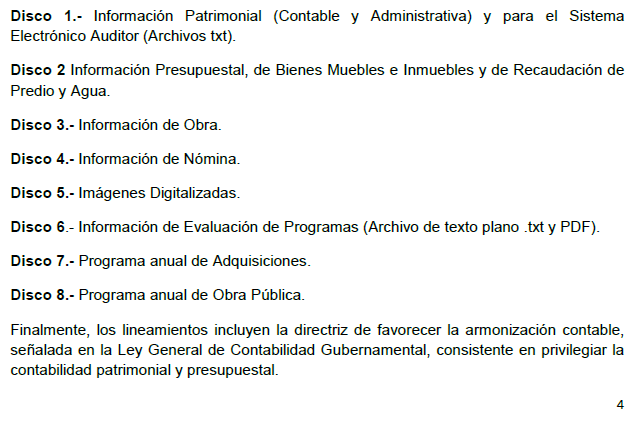 Disco 1.- Información Patrimonial (Contable y Administrativa) y para el Sistema
Electrónico Auditor (Archivos txt).
Disco 2 Información Presupuestal, de Bienes Muebles e Inmuebles y de Recaudación de
Predio y Agua.
Disco 3.- Información de Obra.
Disco 4.- Información de Nómina.
Disco 5.- Imágenes Digitalizadas.
Disco 6.- Información de Evaluación de Programas (Archivo de texto plano .txt y PDF).
Disco 7.- Programa anual de Adquisiciones.
Disco 8.- Programa anual de Obra Pública.
Finalmente, los lineamientos incluyen la directriz de favorecer la armonización contable,
señalada en la Ley General de Contabilidad Gubernamental, consistente en privilegiar la
contabilidad patrimonial y presupuestal.
4